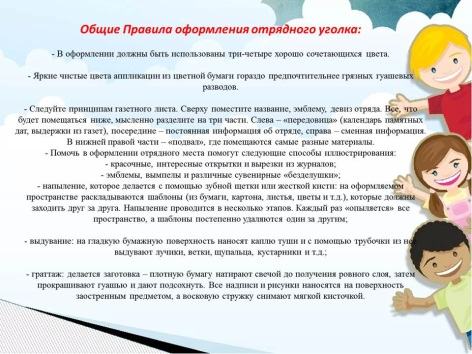 Общие Правила оформления отрядного уголка:
- В оформлении должны быть использованы три-четыре хорошо сочетающихся цвета.
- Яркие чистые цвета аппликации из цветной бумаги гораздо предпочтительнее грязных гуашевых
разводов.
- Следуйте принципам газетного листа. Сверху поместите название, эмблему, девиз отряда. Все, что
будет помещаться ниже, мысленно разделите на три части. Слева – «передовица» (календарь памятных
дат, выдержки из газет), посередине – постоянная информация об отряде, справа – сменная информация.
В нижней правой части – «подвал», где помещаются самые разные материалы.
- Помочь в оформлении отрядного места помогут следующие способы иллюстрирования:
- красочные, интересные открытки и вырезки из журналов;
- эмблемы, вымпелы и различные сувенирные «безделушки»;
- напыление, которое делается с помощью зубной щетки или жесткой кисти: на оформляемом
пространстве раскладываются шаблоны (из бумаги, картона, листья, цветы и т.д.), которые должны
заходить друг за друга. Напыление проводится в несколько этапов. Каждый раз «опыляется» все
пространство, а шаблоны постепенно удаляются один за другим;
- выдувание: на гладкую бумажную поверхность наносят каплю туши и с помощью трубочки из нее
выдувают лучики, ветки, щупальца, кустарники и т.д.;
- граттаж: делается заготовка – плотную бумагу натирают свечой до получения ровного слоя, затем
прокрашивают гуашью и дают подсохнуть. Все надписи и рисунки наносятся на поверхность
заостренным предметом, а восковую стружку снимают мягкой кисточкой.